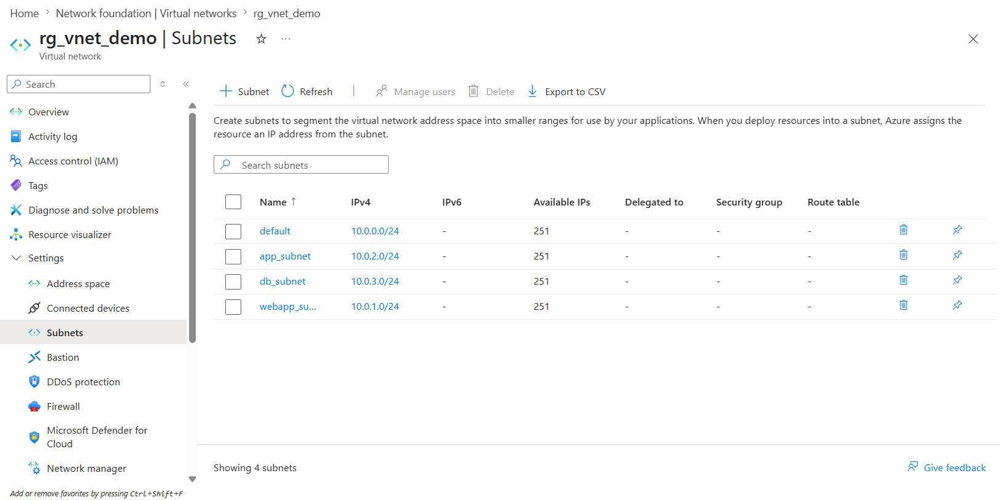 Home > Network foundation | Virtual networks > rg_vnet_demo
rg_vnet_demo | Subnets
Virtual network
Search
Overview
Activity log
Access control (IAM)
Tags
Diagnose and solve problems
Resource visualizer
Settings
Address space
Connected devices
Subnets
Bastion
DDoS protection
Firewall
Microsoft Defender for
Cloud
Network manager
Add or remove favorites by pressing Ctrl+Shift+F
Subnet Refresh | Manage users Delete Export to CSV
Create subnets to segment the virtual network address space into smaller ranges for use by your applications. When you deploy resources into a subnet, Azure assigns the
resource an IP address from the subnet.
Search subnets
Name ↑ IPv4 IPv6 Available IPs Delegated to Security group Route table
default 10.0.0.0/24 - 251 - - -
app_subnet 10.0.2.0/24 - 251 - - -
db_subnet 10.0.3.0/24 - 251 - - -
webapp_su... 10.0.1.0/24 - 251 - - -
Showing 4 subnets
Give feedback